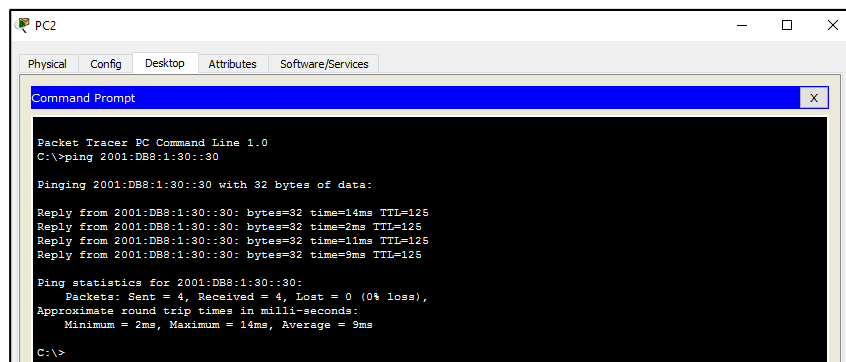 PC2
Physical Config Desktop Attributes Software/Services
Command Prompt X
Packet Tracer PC Command Line 1.0
C:\>ping 2001:DB8:1:30::30
Pinging 2001:DB8:1:30::30 with 32 bytes of data:
Reply from 2001:DB8:1:30::30: bytes=32 time=14ms TTL=125
Reply from 2001:DB8:1:30::30: bytes=32 time=2ms TTL=125
Reply from 2001:DB8:1:30::30: bytes=32 time=11ms TTL=125
Reply from 2001:DB8:1:30::30: bytes=32 time=9ms TTL=125
Ping statistics for 2001:DB8:1:30::30:
    Packets: Sent = 4, Received = 4, Lost = 0 (0% loss),
Approximate round trip times in milli-seconds:
    Minimum = 2ms, Maximum = 14ms, Average = 9ms
C:\>